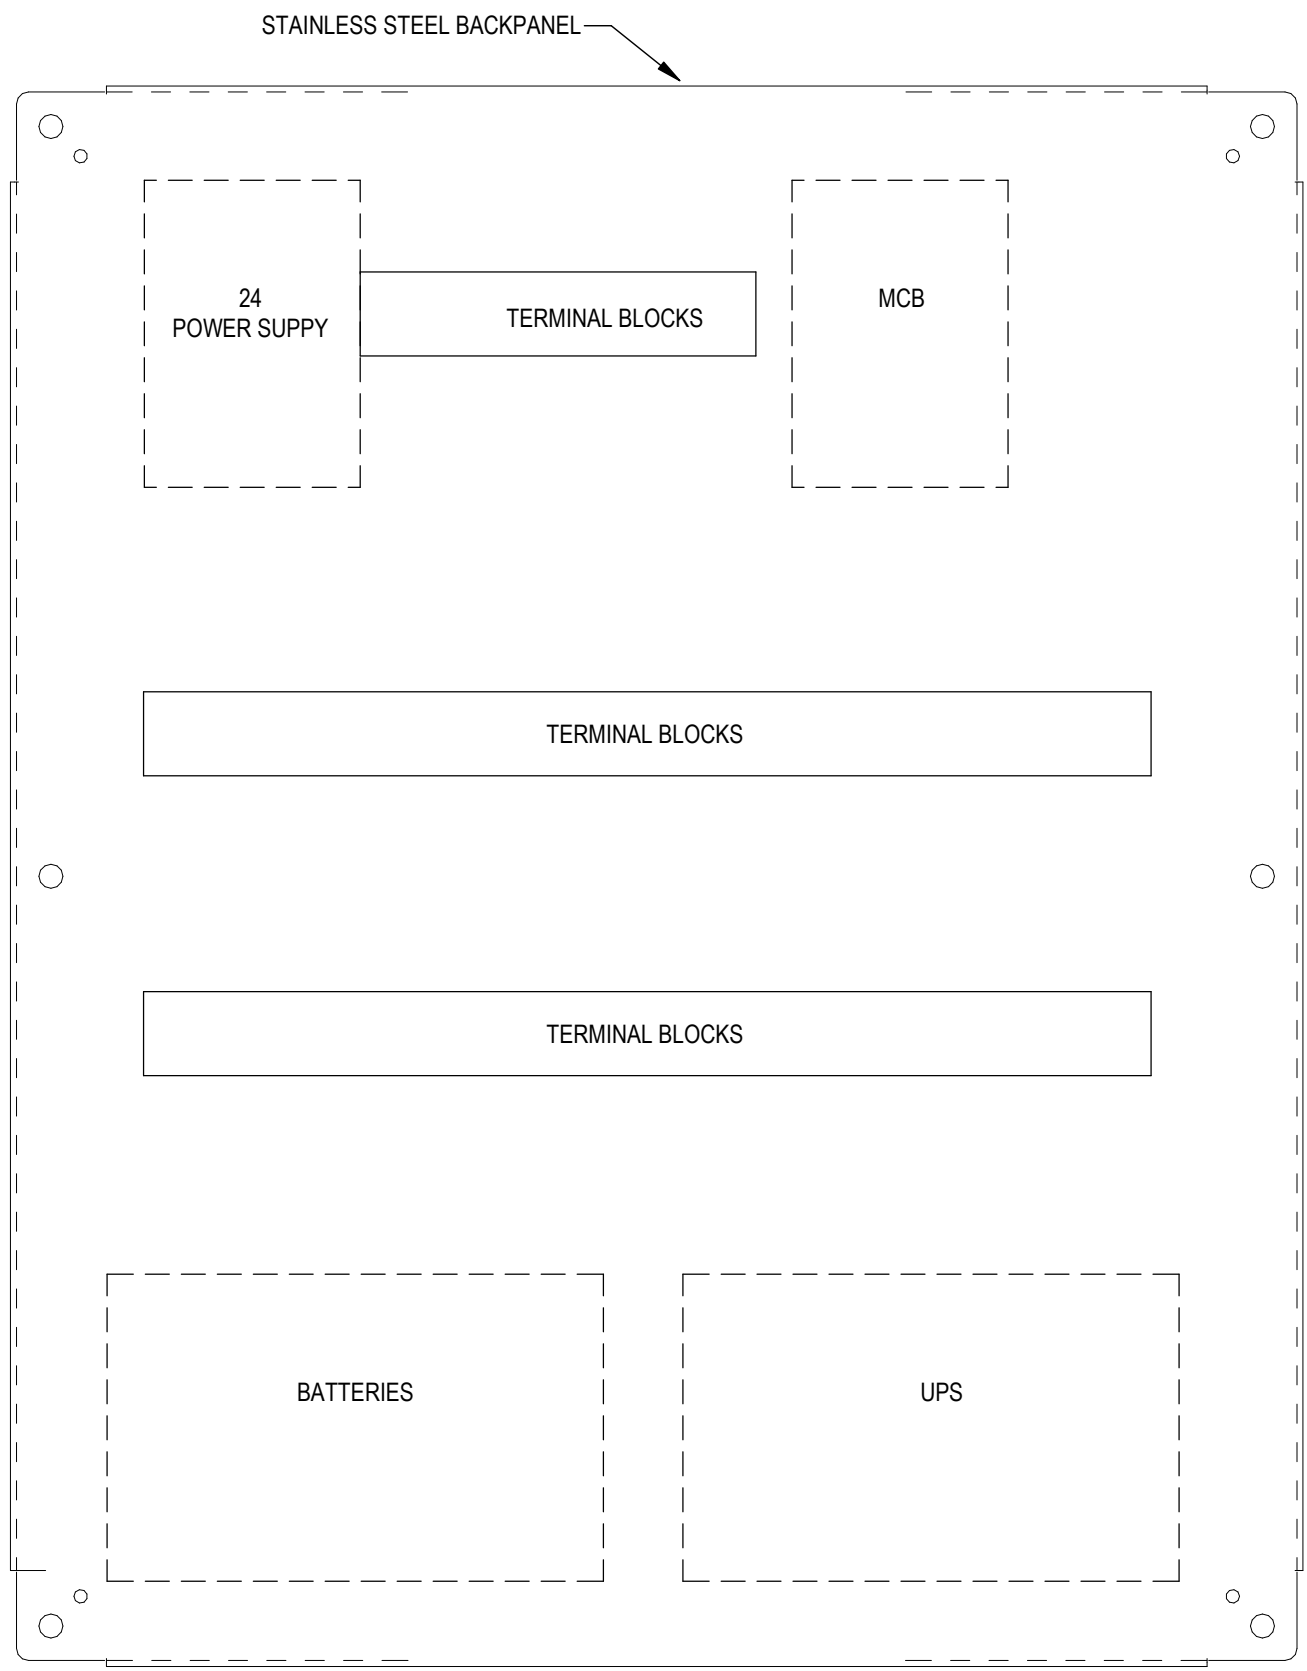 STAINLESS STEEL BACKPANEL
24
POWER SUPPY
TERMINAL BLOCKS
MCB
TERMINAL BLOCKS
TERMINAL BLOCKS
BATTERIES
UPS